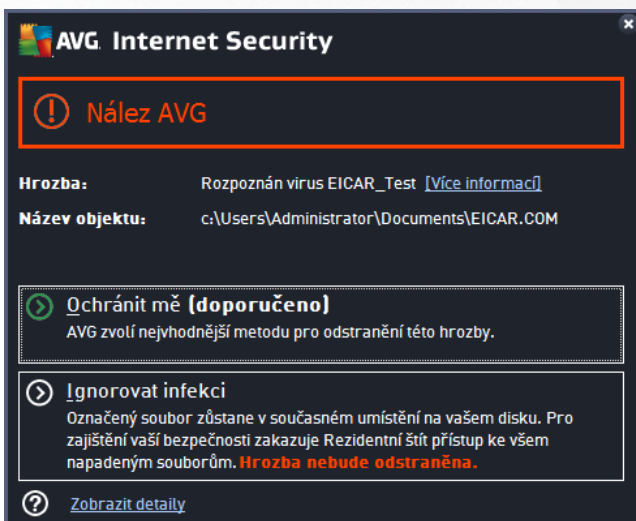 AVG. Internet Security
Nález AVG
Hrozba: Rozpoznán virus EICAR_Test [Více informací]
Název objektu: c:\Users\Administrator\Documents\EICAR.COM
Ochránit mě (doporučeno)
AVG zvolí nejvhodnější metodu pro odstranění této hrozby.
Ignorovat infekci
Označený soubor zůstane v současném umístění na vašem disku. Pro
zajištění vaší bezpečnosti zakazuje Rezidentní štít přístup ke všem
napadeným souborům. Hrozba nebude odstraněna.
Zobrazit detaily